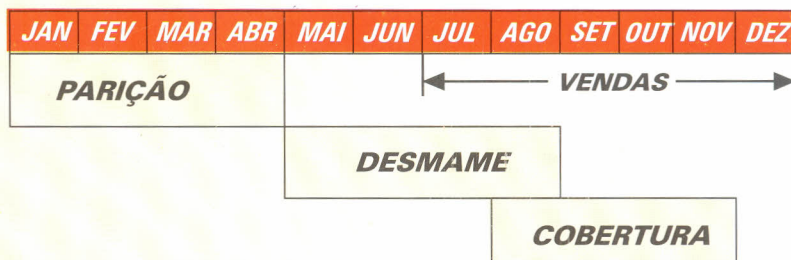 JAN FEV MAR ABR MAI JUN JUL AGO SET OUT NOV DEZ
PARIÇÃO VENDAS
DESMAME
COBERTURA